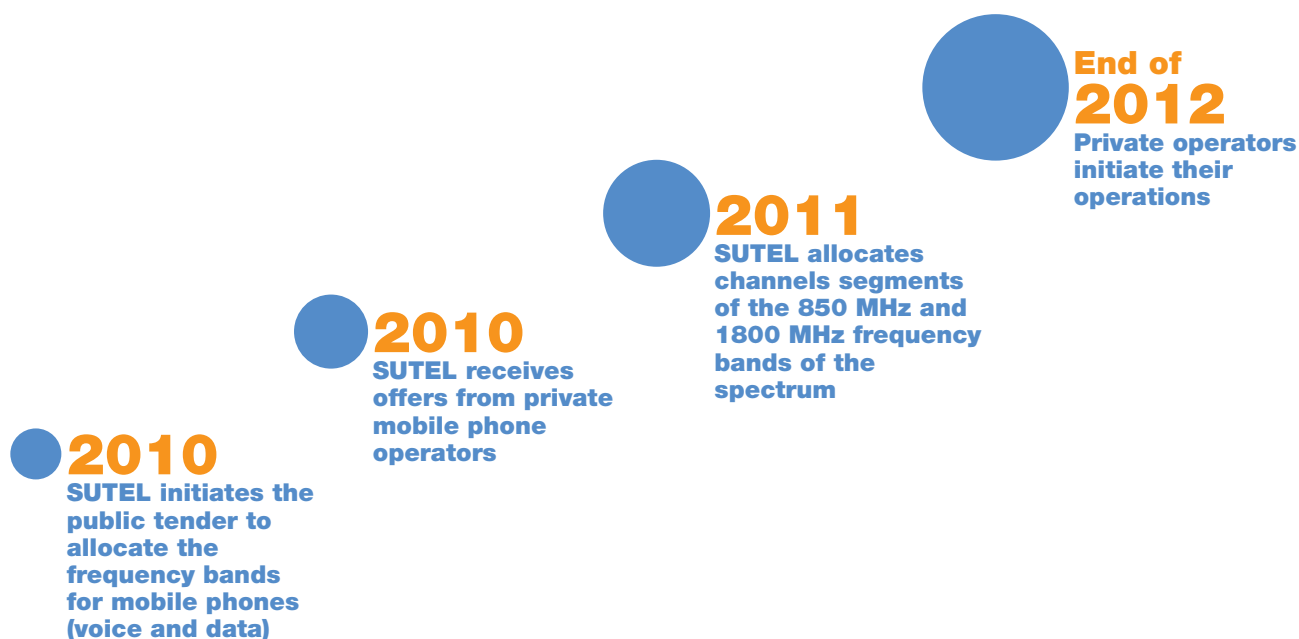 End of
2012
Private operators
initiate their
operations
2011
SUTEL allocates
channels segments
of the 850 MHz and
1800 MHz frequency
bands of the
spectrum
2010
SUTEL receives
offers from private
mobile phone
operators
2010
SUTEL initiates the
public tender to
allocate the
frequency bands
for mobile phones
(voice and data)